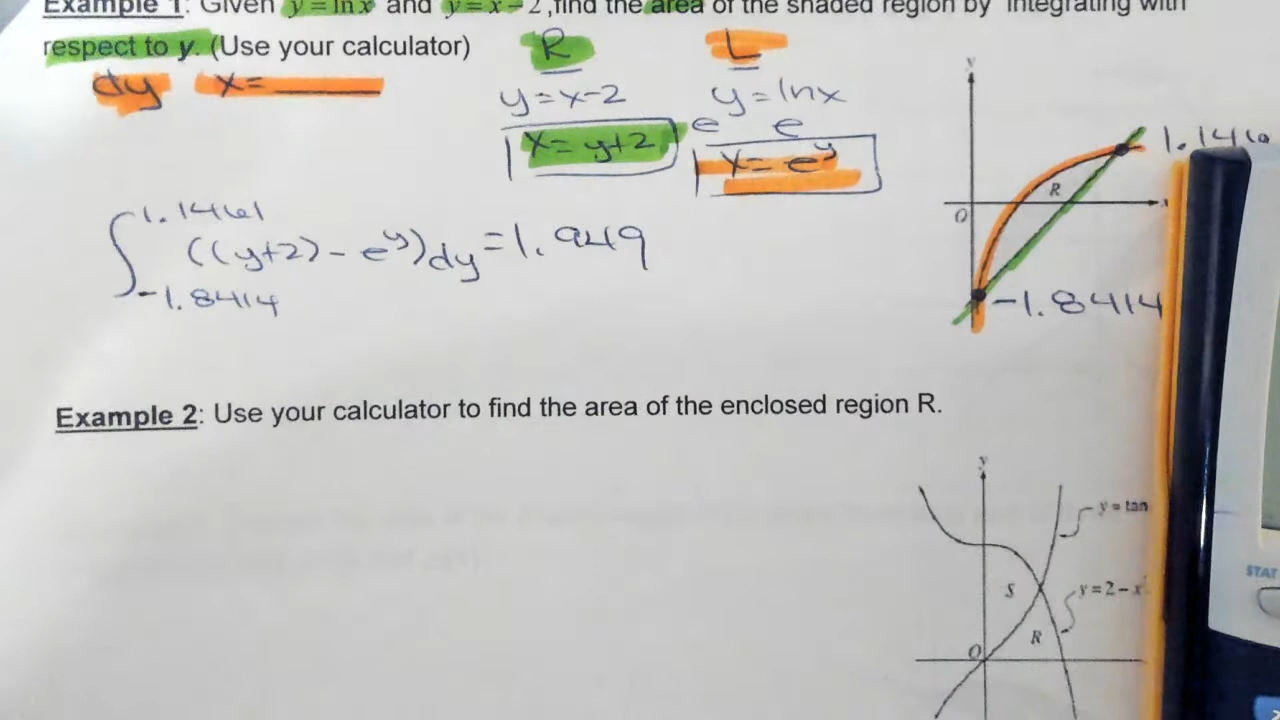 Example 1: Given y = ln x and y = x - 2 ,find the area of the shaded region by integrating with
respect to y. (Use your calculator)
R
L
dy x=
y=x-2
y=lnx
e e
x=y+2
x=e^y
y
1.146
R
O
∫ 1.1461 -1.8414 ((y+2)-e^y)dy=1.949
-1.8414
Example 2: Use your calculator to find the area of the enclosed region R.
y
y = tan
S
y = 2 - x
R
O
STAT